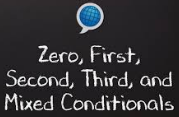 Zero, First,
Second, Third, and
Mixed Conditionals